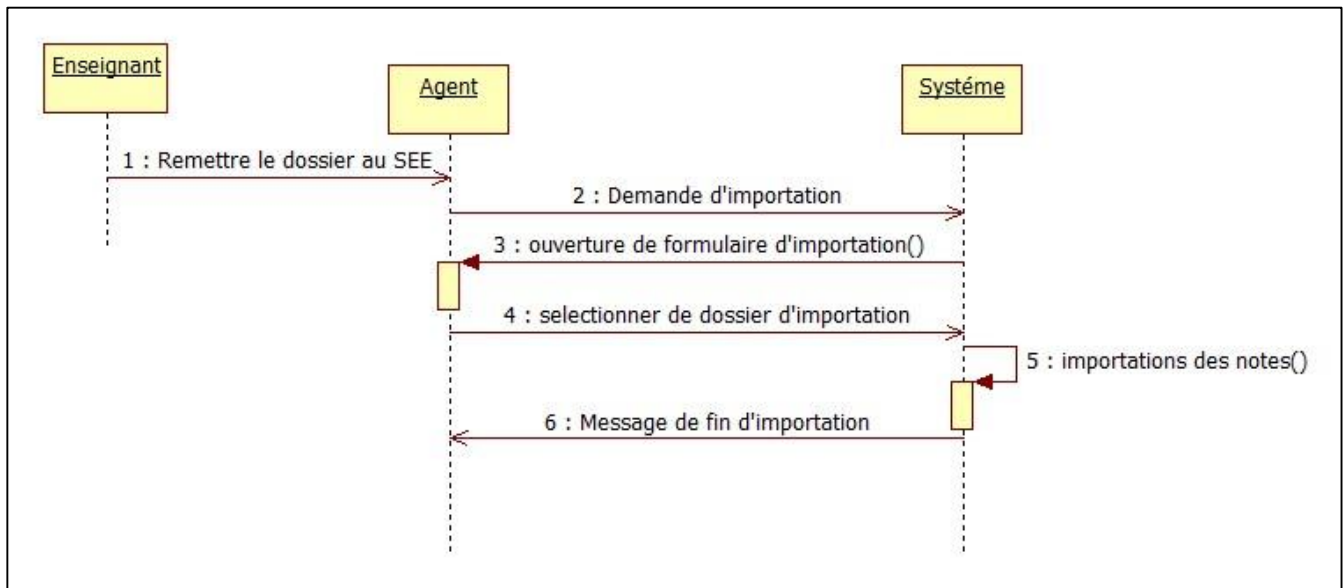 Enseignant
Agent
Systéme
1 : Remettre le dossier au SEE
2 : Demande d'importation
3 : ouverture de formulaire d'importation()
4 : selectionner de dossier d'importation
5 : importations des notes()
6 : Message de fin d'importation